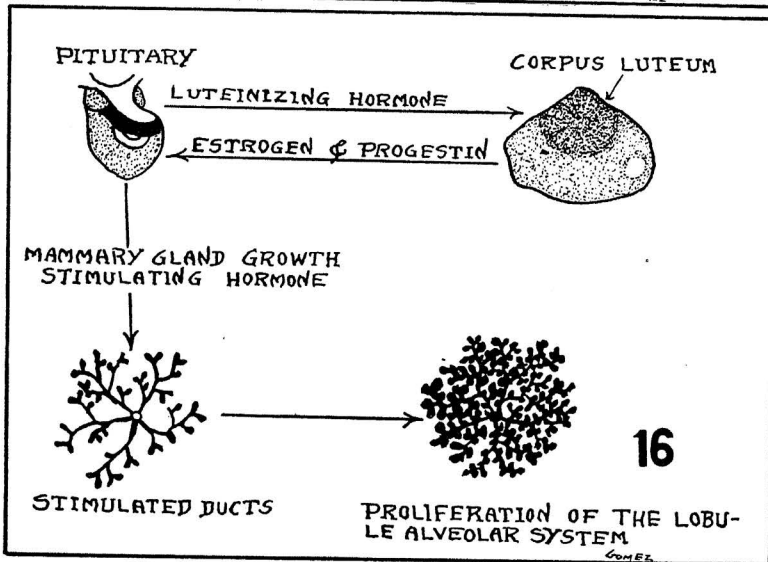 PITUITARY
CORPUS LUTEUM
LUTEINIZING HORMONE
ESTROGEN & PROGESTIN
MAMMARY GLAND GROWTH
STIMULATING HORMONE
16
STIMULATED DUCTS
PROLIFERATION OF THE LOBU-
LE ALVEOLAR SYSTEM
GOMEZ